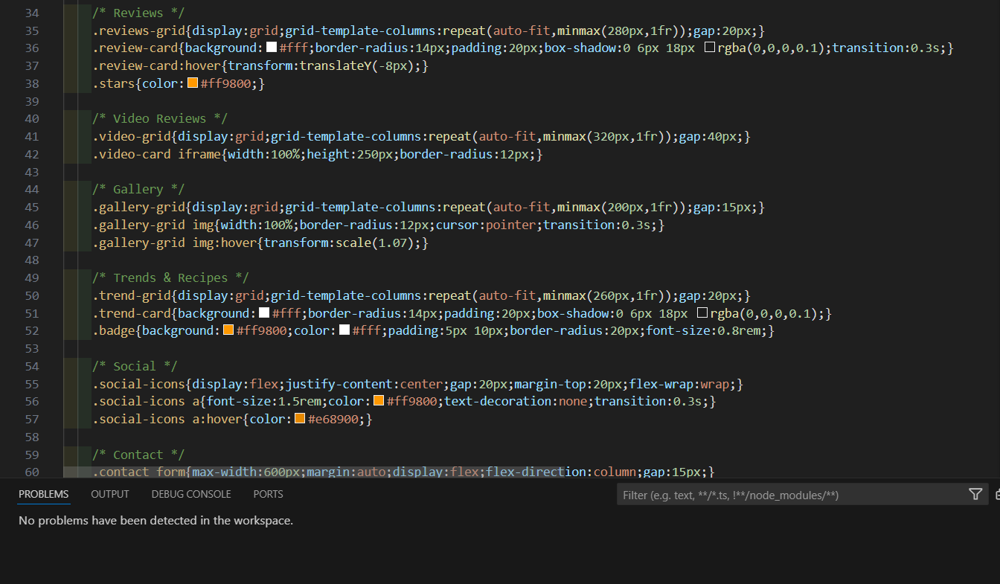 34 /* Reviews */
35 .reviews-grid{display:grid;grid-template-columns:repeat(auto-fit,minmax(280px,1fr));gap:20px;}
36 .review-card{background:#fff;border-radius:14px;padding:20px;box-shadow:0 6px 18px rgba(0,0,0,0.1);transition:0.3s;}
37 .review-card:hover{transform:translateY(-8px);}
38 .stars{color:#ff9800;}
39
40 /* Video Reviews */
41 .video-grid{display:grid;grid-template-columns:repeat(auto-fit,minmax(320px,1fr));gap:40px;}
42 .video-card iframe{width:100%;height:250px;border-radius:12px;}
43
44 /* Gallery */
45 .gallery-grid{display:grid;grid-template-columns:repeat(auto-fit,minmax(200px,1fr));gap:15px;}
46 .gallery-grid img{width:100%;border-radius:12px;cursor:pointer;transition:0.3s;}
47 .gallery-grid img:hover{transform:scale(1.07);}
48
49 /* Trends & Recipes */
50 .trend-grid{display:grid;grid-template-columns:repeat(auto-fit,minmax(260px,1fr));gap:20px;}
51 .trend-card{background:#fff;border-radius:14px;padding:20px;box-shadow:0 6px 18px rgba(0,0,0,0.1);}
52 .badge{background:#ff9800;color:#fff;padding:5px 10px;border-radius:20px;font-size:0.8rem;}
53
54 /* Social */
55 .social-icons{display:flex;justify-content:center;gap:20px;margin-top:20px;flex-wrap:wrap;}
56 .social-icons a{font-size:1.5rem;color:#ff9800;text-decoration:none;transition:0.3s;}
57 .social-icons a:hover{color:#e68900;}
58
59 /* Contact */
60 .contact form{max-width:600px;margin:auto;display:flex;flex-direction:column;gap:15px;}
PROBLEMS OUTPUT DEBUG CONSOLE PORTS Filter (e.g. text, **/*.ts, !**/node_modules/**)
No problems have been detected in the workspace.